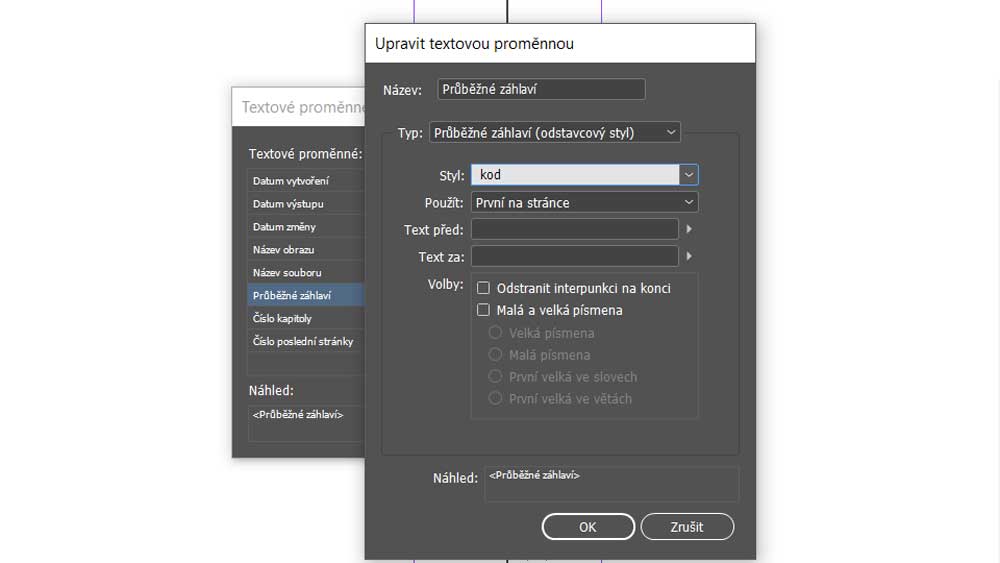 Upravit textovou proměnnou
Název: Průběžné záhlaví
Typ: Průběžné záhlaví (odstavcový styl)
Styl: kod
Použít: První na stránce
Text před:
Text za:
Volby:
Odstranit interpunkci na konci
Malá a velká písmena
Velká písmena
Malá písmena
První velká ve slovech
První velká ve větách
Náhled: <Průběžné záhlaví>
OK
Zrušit
Textové proměnné
Textové proměnné:
Datum vytvoření
Datum výstupu
Datum změny
Název obrazu
Název souboru
Průběžné záhlaví
Číslo kapitoly
Číslo poslední stránky
Náhled:
<Průběžné záhlaví>